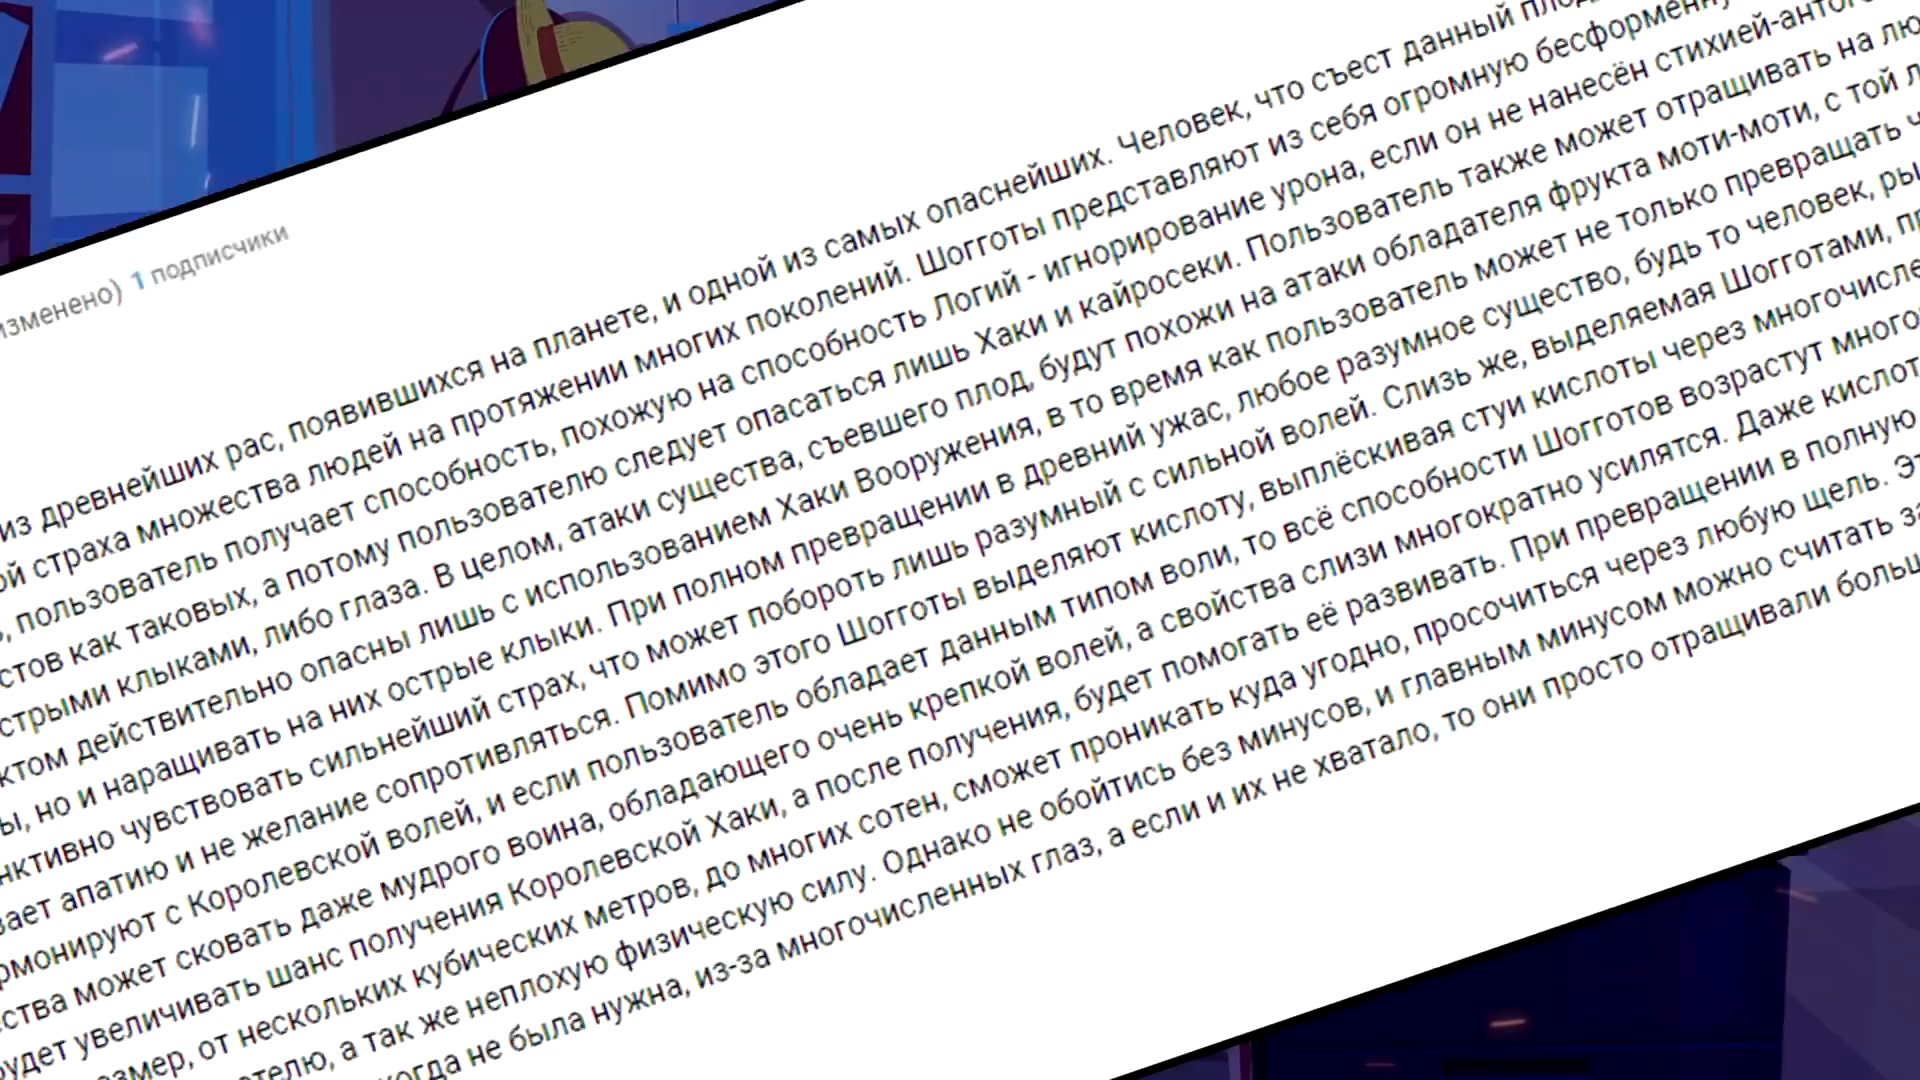 изменено) 1 подписчики
из древнейших рас, появившихся на планете, и одной из самых опаснейших. Человек, что съест данный
ой страха множества людей на протяжении многих поколений. Шогготы представляют из себя огромную бесформенну
, пользователь получает способность, похожую на способность Логий - игнорирование урона, если он не нанесён стихией-антого
стов как таковых, а потому пользователю следует опасаться лишь Хаки и кайросеки. Пользователь также может отращивать на лю
стрыми клыками, либо глаза. В целом, атаки существа, съевшего плод, будут похожи на атаки обладателя фрукта моти-моти, с той л
ктом действительно опасны лишь с использованием Хаки Вооружения, в то время как пользователь может не только превращать ч
ы, но и наращивать на них острые клыки. При полном превращении в древний ужас, любое разумное существо, будь то человек, ры
нктивно чувствовать сильнейший страх, что может побороть лишь разумный с сильной волей. Слизь же, выделяемая Шогготами, пр
вает апатию и не желание сопротивляться. Помимо этого Шогготы выделяют кислоту, выплёскивая стуи кислоты через многочисле
рмонируют с Королевской волей, и если пользователь обладает данным типом воли, то всё способности Шогготов возрастут много
ства может сковать даже мудрого воина, обладающего очень крепкой волей, а свойства слизи многократно усилятся. Даже кислот
будет увеличивать шанс получения Королевской Хаки, а после получения, будет помогать её развивать. При превращении в полную
азмер, от нескольких кубических метров, до многих сотен, сможет проникать куда угодно, просочиться через любую щель. Эт
ателю, а так же неплохую физическую силу. Однако не обойтись без минусов, и главным минусом можно считать за
когда не была нужна, из-за многочисленных глаз, а если и их не хватало, то они просто отращивали больш